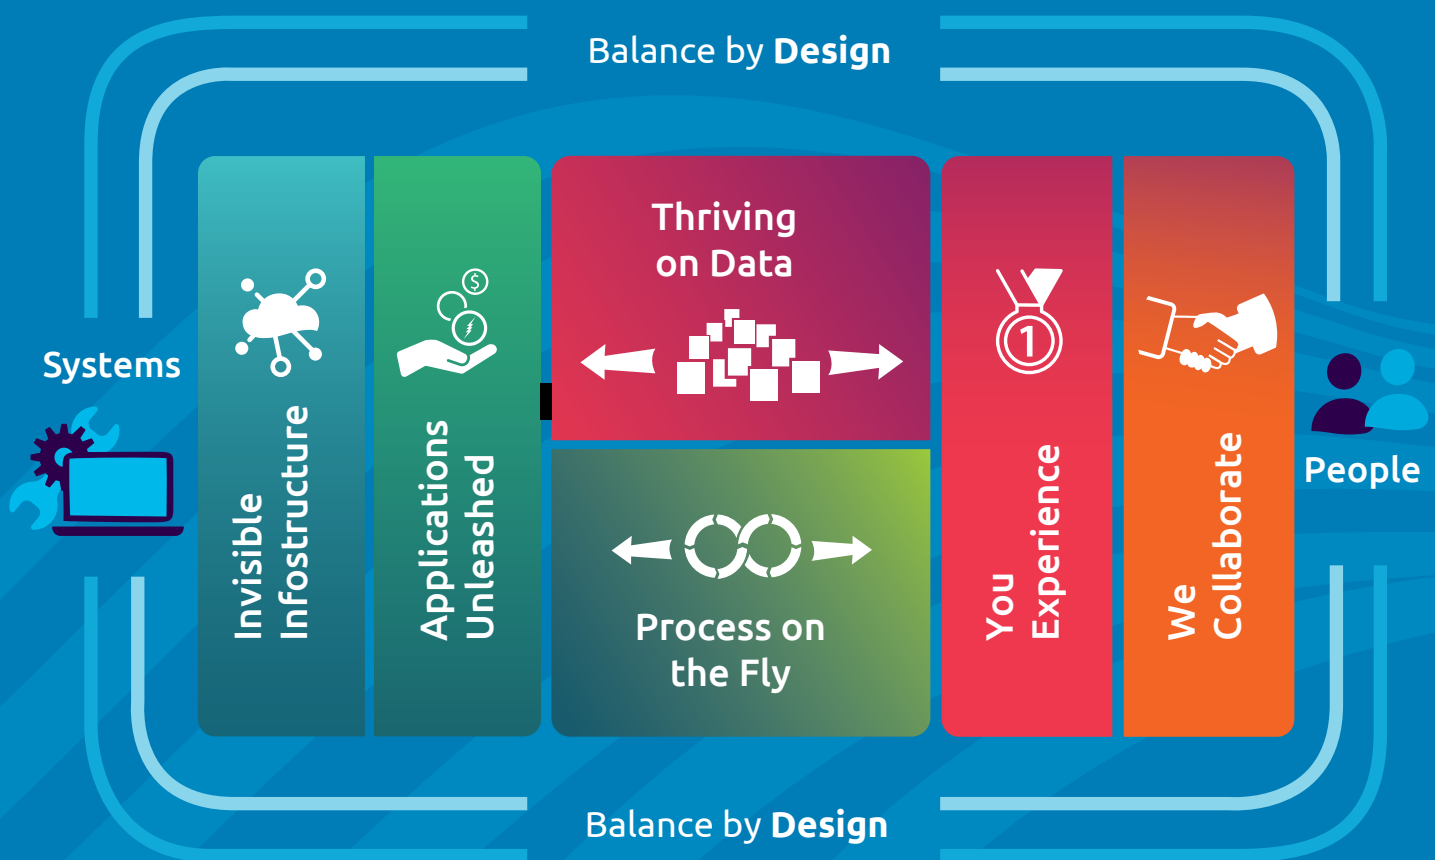 Balance by Design
Systems
Invisible
Infostructure
Applications
Unleashed
$
Thriving
on Data
Process on
the Fly
1
You
Experience
We
Collaborate
People
Balance by Design